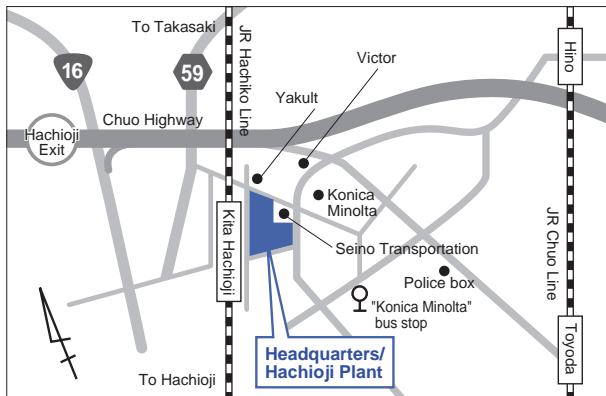 To Takasaki
JR Hachiko Line
16
59
Victor
Hino
Yakult
Chuo Highway
Hachioji
Exit
Konica
Minolta
Kita Hachioji
Seino Transportation
JR Chuo Line
Police box
"Konica Minolta"
bus stop
Headquarters/
Hachioji Plant
Toyoda
To Hachioji